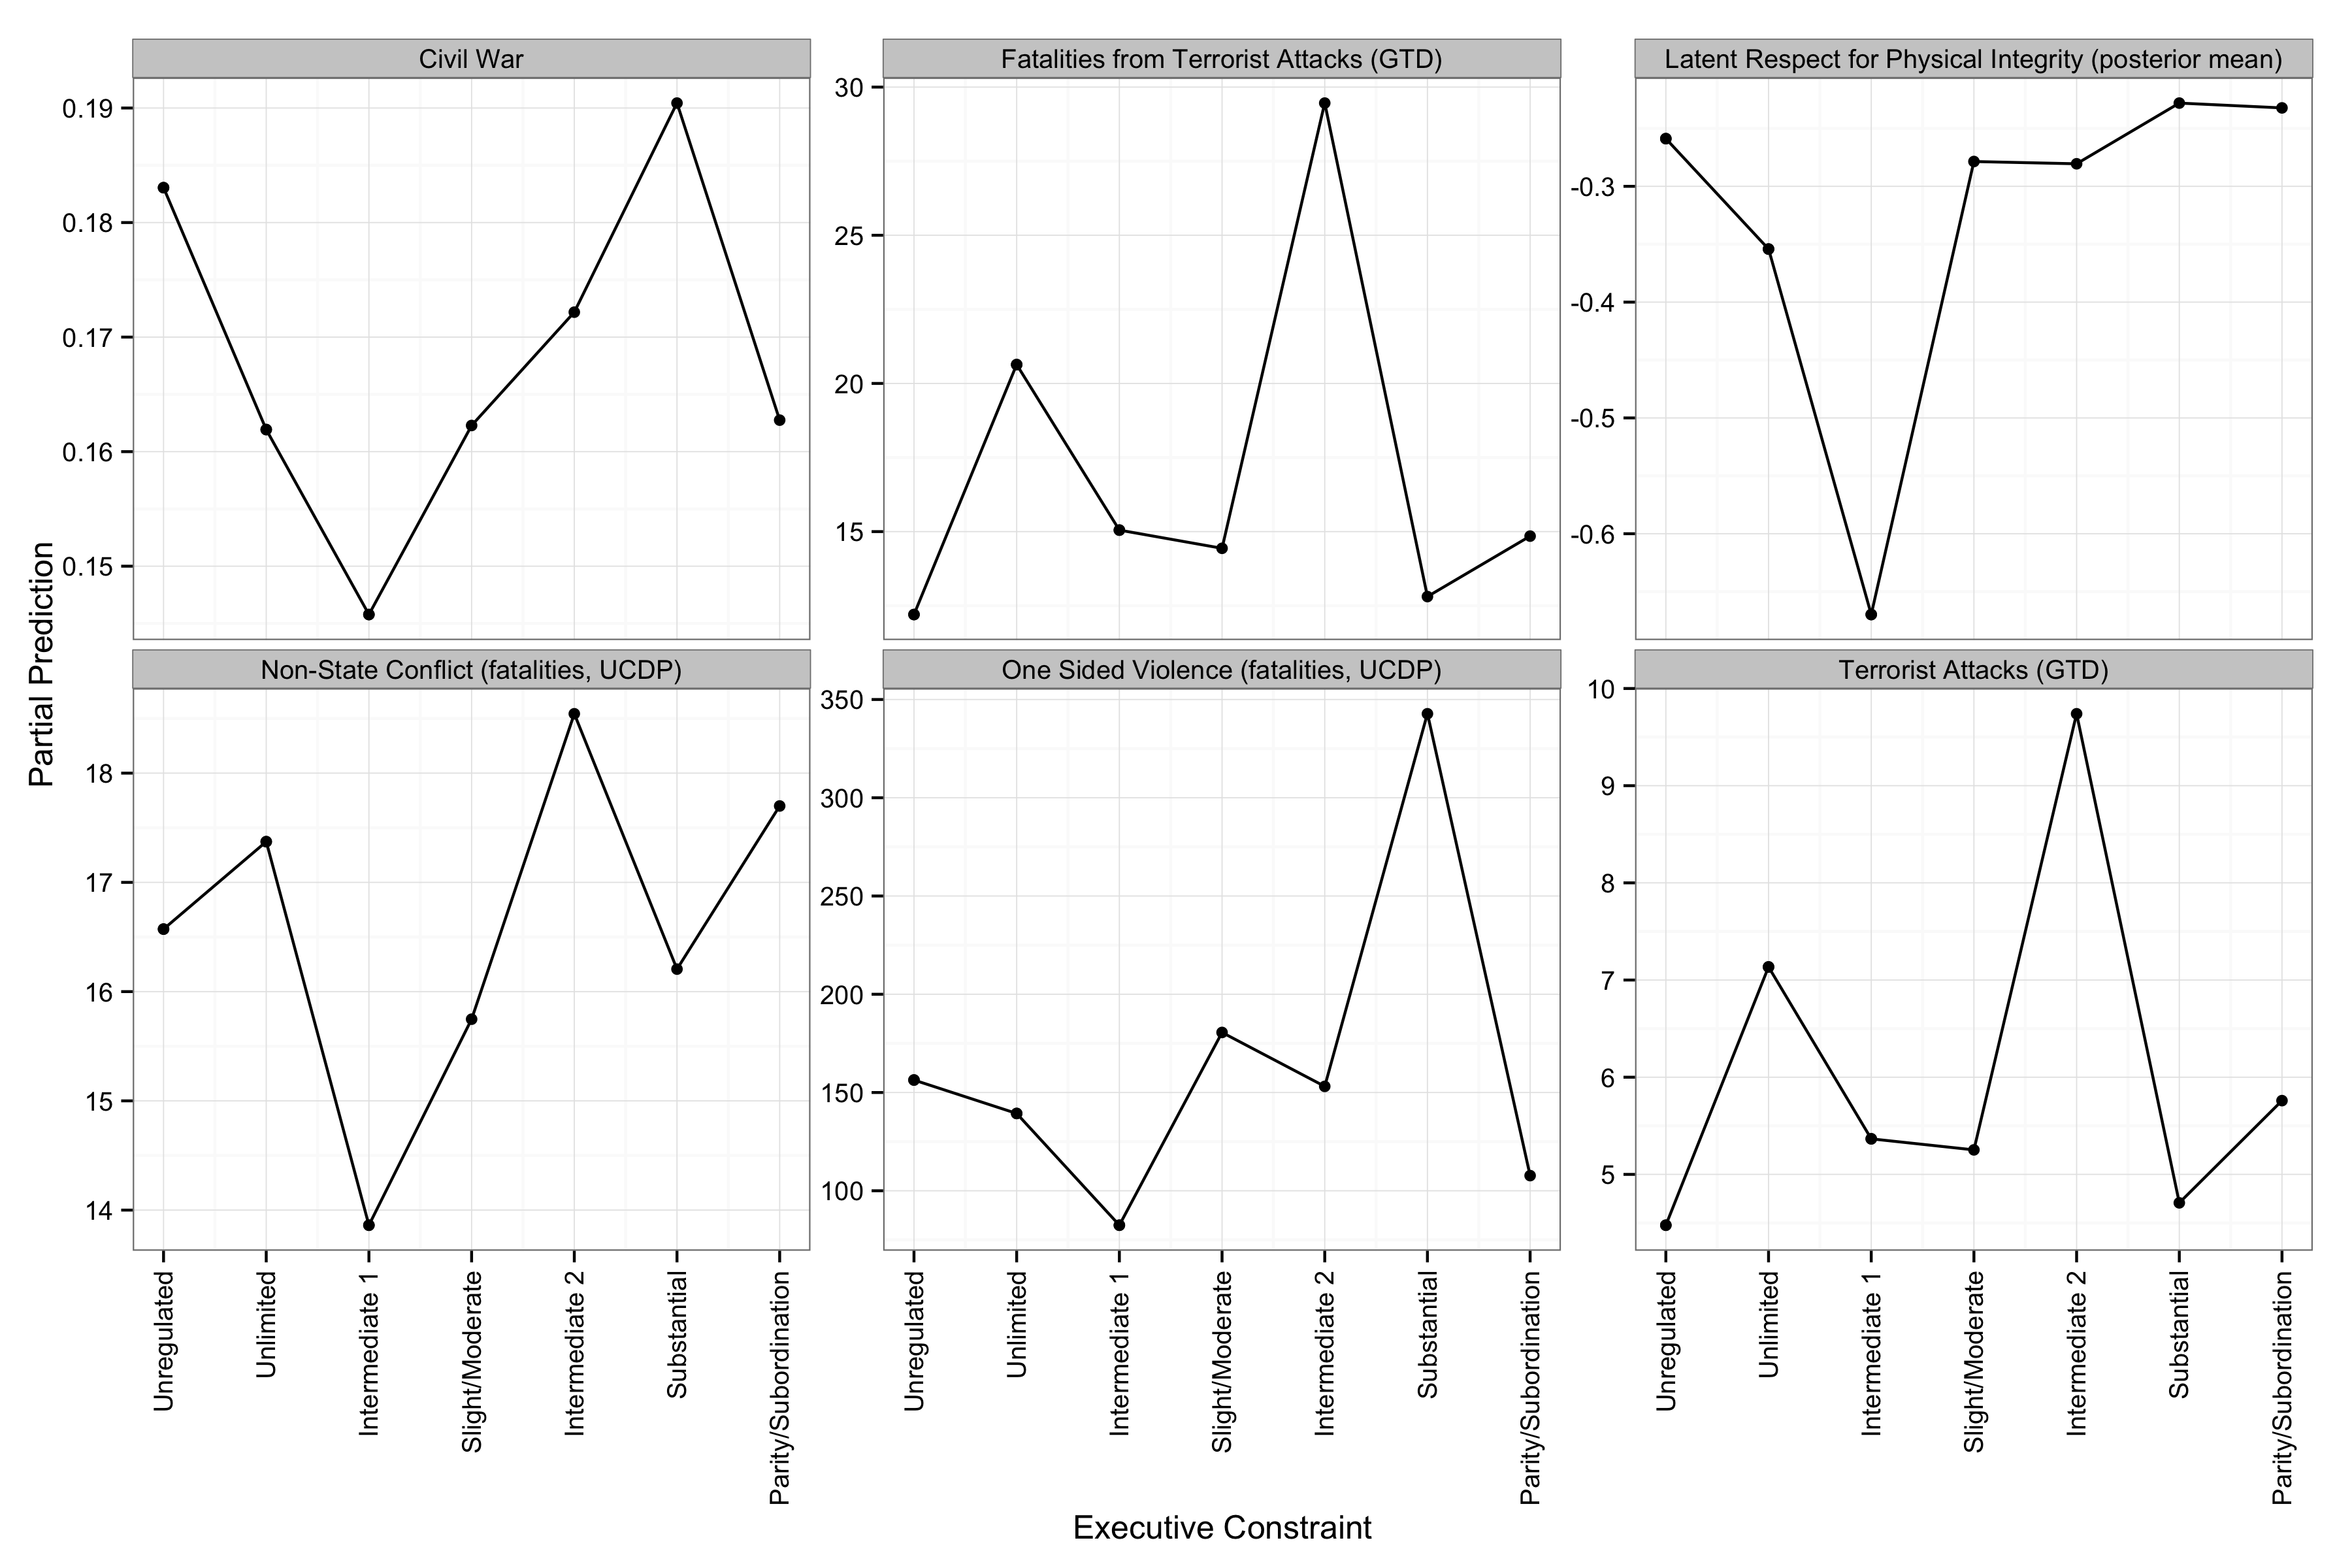 Civil War
Fatalities from Terrorist Attacks (GTD)
Latent Respect for Physical Integrity (posterior mean)
0.19
0.18
0.17
0.16
0.15
30
25
20
15
-0.3
-0.4
-0.5
-0.6
Partial Prediction
Non-State Conflict (fatalities, UCDP)
One Sided Violence (fatalities, UCDP)
Terrorist Attacks (GTD)
18
17
16
15
14
350
300
250
200
150
100
10
9
8
7
6
5
Unregulated
Unlimited
Intermediate 1
Slight/Moderate
Intermediate 2
Substantial
Parity/Subordination
Unregulated
Unlimited
Intermediate 1
Slight/Moderate
Intermediate 2
Substantial
Parity/Subordination
Unregulated
Unlimited
Intermediate 1
Slight/Moderate
Intermediate 2
Substantial
Parity/Subordination
Executive Constraint